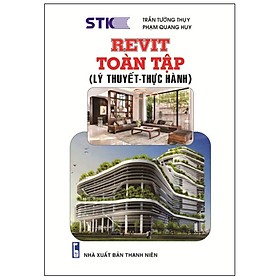 STK
TRẦN TƯỜNG THỤY
PHẠM QUANG HUY
REVIT
TOÀN TẬP
(LÝ THUYẾT-THỰC HÀNH)
NHÀ XUẤT BẢN THANH NIÊN